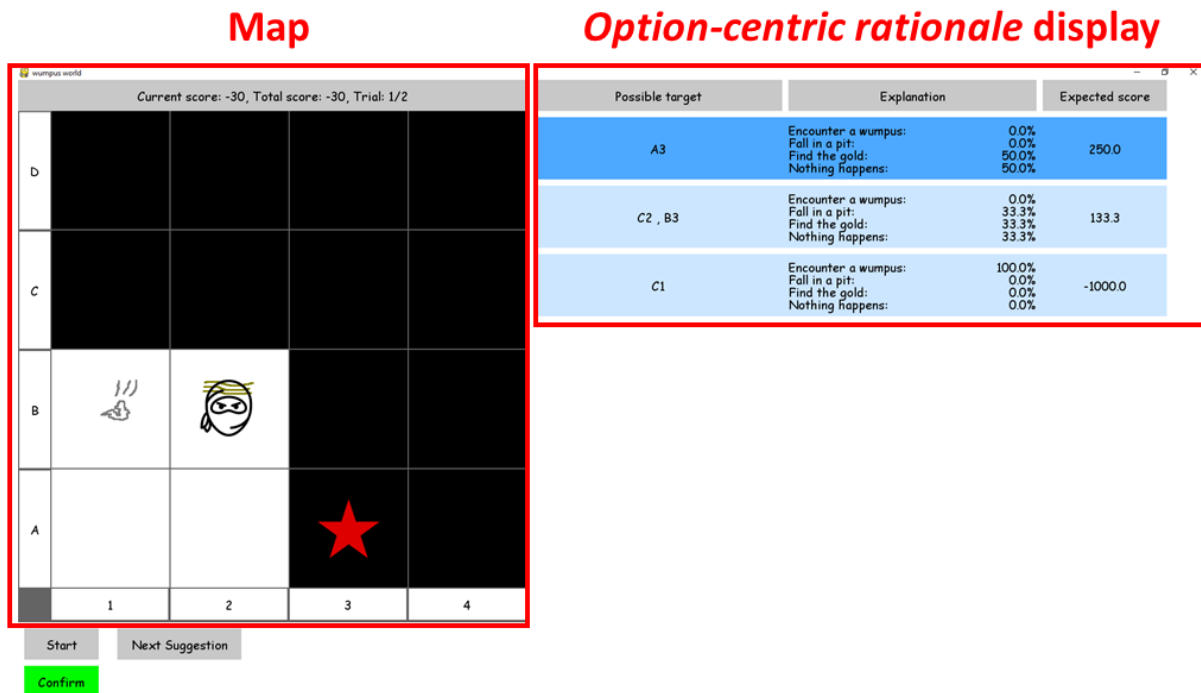 Map
Option-centric rationale display
wumpus world
Current score: -30, Total score: -30, Trial: 1/2
D
C
B
A
1 2 3 4
Start Next Suggestion
Confirm
Possible target Explanation Expected score
A3
Encounter a wumpus: 0.0%
Fall in a pit: 0.0%
Find the gold: 50.0%
Nothing happens: 50.0%
250.0
C2 , B3
Encounter a wumpus: 0.0%
Fall in a pit: 33.3%
Find the gold: 33.3%
Nothing happens: 33.3%
133.3
C1
Encounter a wumpus: 100.0%
Fall in a pit: 0.0%
Find the gold: 0.0%
Nothing happens: 0.0%
-1000.0